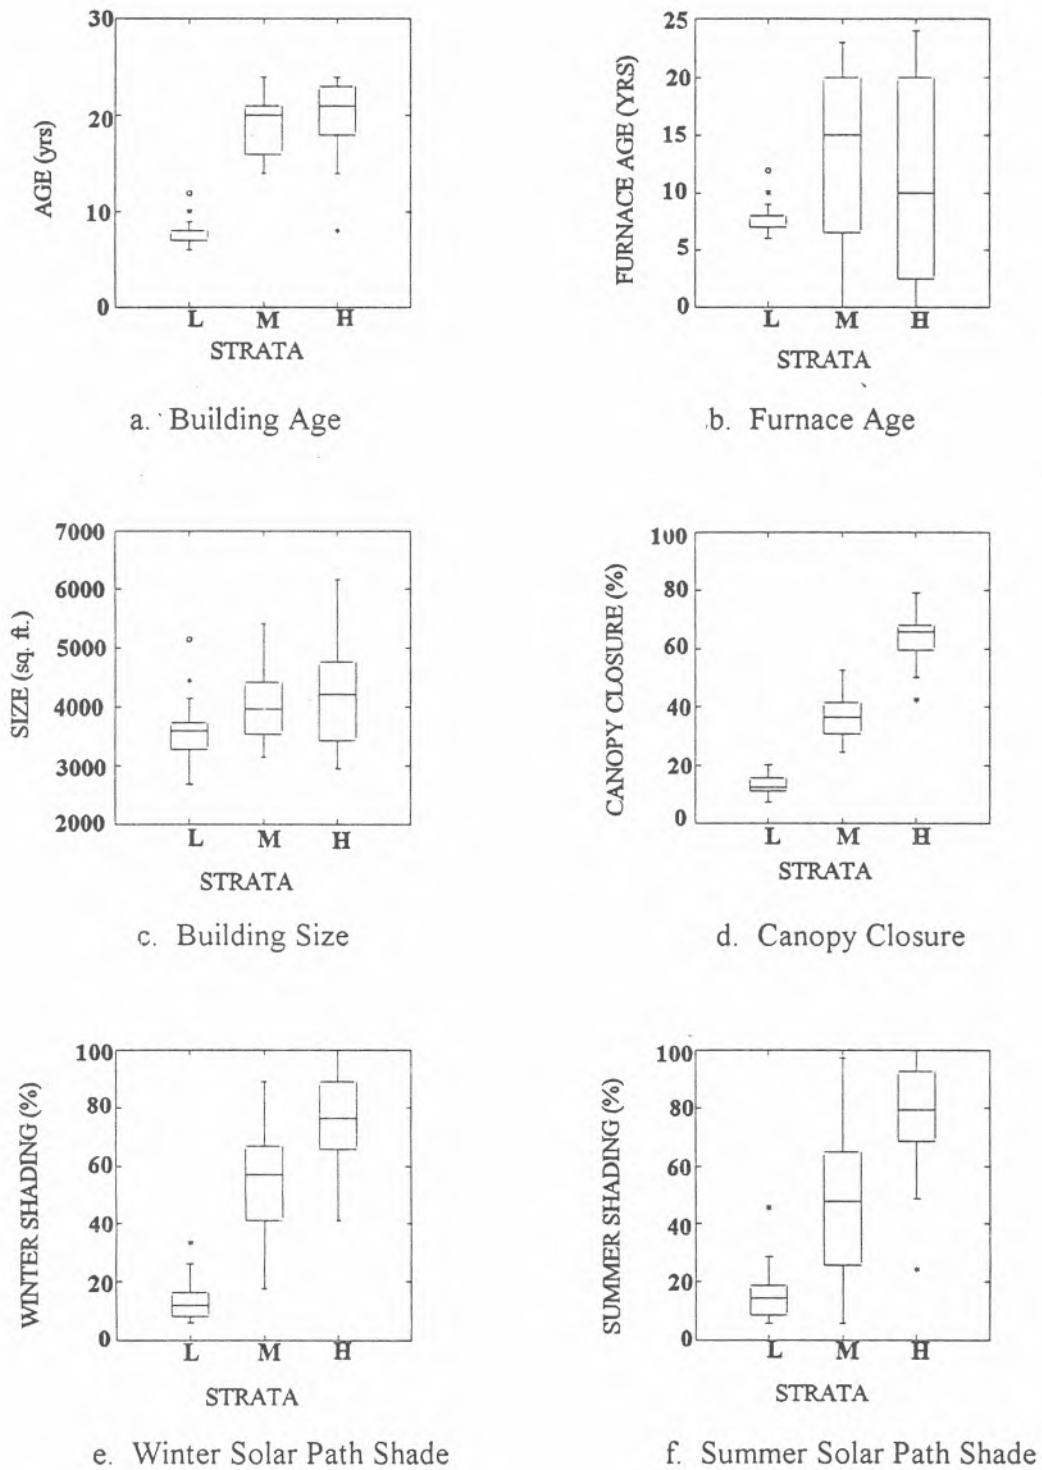 30
20
10
0
AGE (yrs)
L M H
STRATA
a. Building Age
25
20
15
10
5
0
FURNACE AGE (YRS)
L M H
STRATA
b. Furnace Age
7000
6000
5000
4000
3000
2000
SIZE (sq. ft.)
L M H
STRATA
c. Building Size
100
80
60
40
20
0
CANOPY CLOSURE (%)
L M H
STRATA
d. Canopy Closure
100
80
60
40
20
0
WINTER SHADING (%)
L M H
STRATA
e. Winter Solar Path Shade
100
80
60
40
20
0
SUMMER SHADING (%)
L M H
STRATA
f. Summer Solar Path Shade